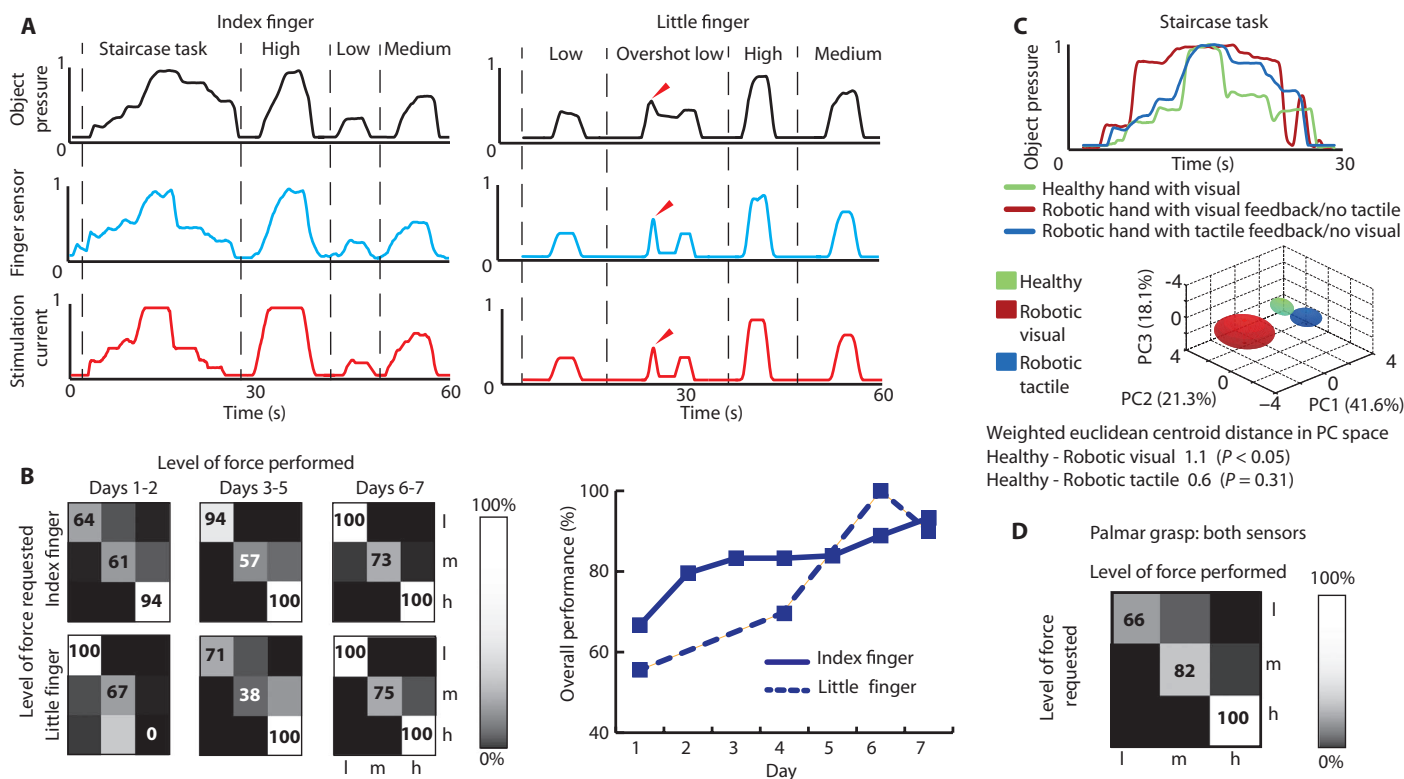 A
Index finger
Little finger
Staircase task High Low Medium
Low Overshot low High Medium
Object pressure
1
0
1
0
Finger sensor
1
0
1
0
Stimulation current
1
0 30 60
Time (s)
1
0
30 60
Time (s)
B
Level of force performed
Days 1-2 Days 3-5 Days 6-7
Level of force requested
Index finger
64
61
94
94
57
100
100 l
73 m
100 h
Little finger
100
67
0
71
38
100
100 l
75 m
100 h
l m h
100%
0%
Overall performance (%)
100
80
60
40
1 2 3 4 5 6 7
Day
Index finger
Little finger
C
Staircase task
Object pressure
1
0
Time (s) 30
Healthy hand with visual
Robotic hand with visual feedback/no tactile
Robotic hand with tactile feedback/no visual
Healthy
Robotic visual
Robotic tactile
PC3 (18.1%)
-4
0
4
PC2 (21.3%)
0
−4
PC1 (41.6%)
0
4
Weighted euclidean centroid distance in PC space
Healthy - Robotic visual 1.1 (P < 0.05)
Healthy - Robotic tactile 0.6 (P = 0.31)
D
Palmar grasp: both sensors
Level of force performed
Level of force requested
66 l
82 m
100 h
l m h
100%
0%